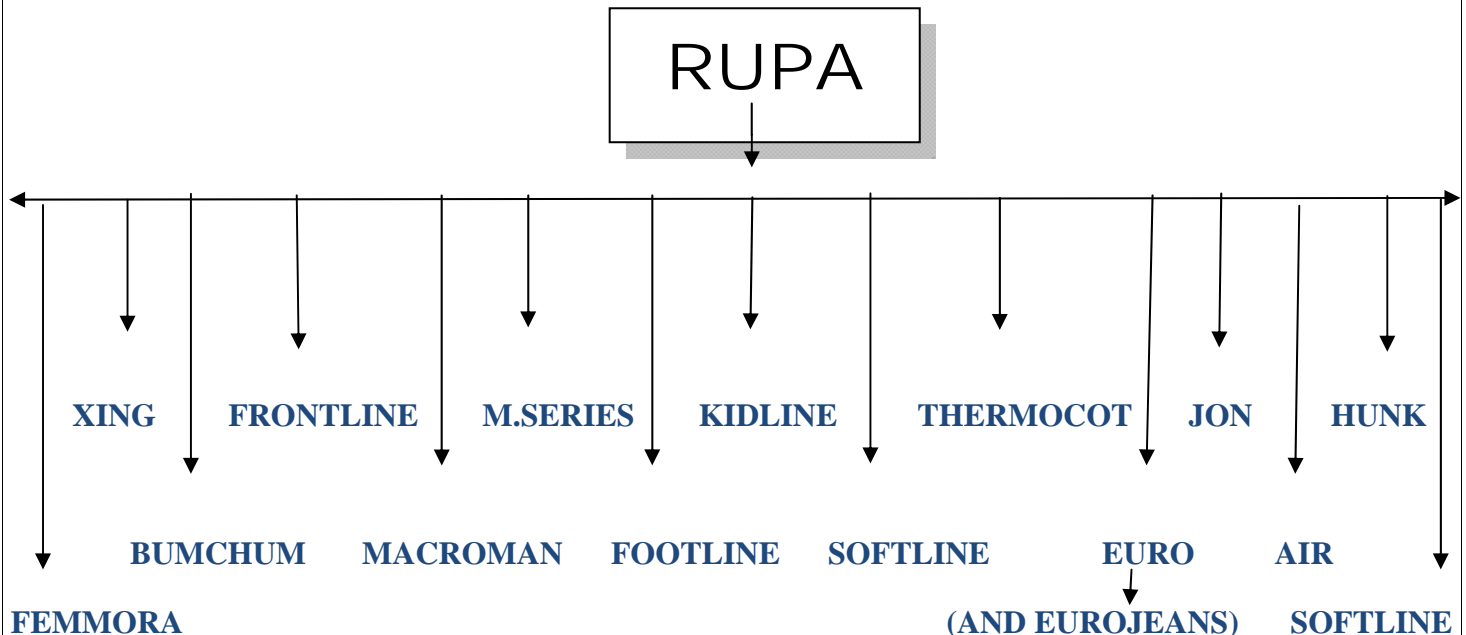 RUPA
XING FRONTLINE M.SERIES KIDLINE THERMOCOT JON HUNK
BUMCHUM MACROMAN FOOTLINE SOFTLINE EURO AIR
FEMMORA (AND EUROJEANS) SOFTLINE